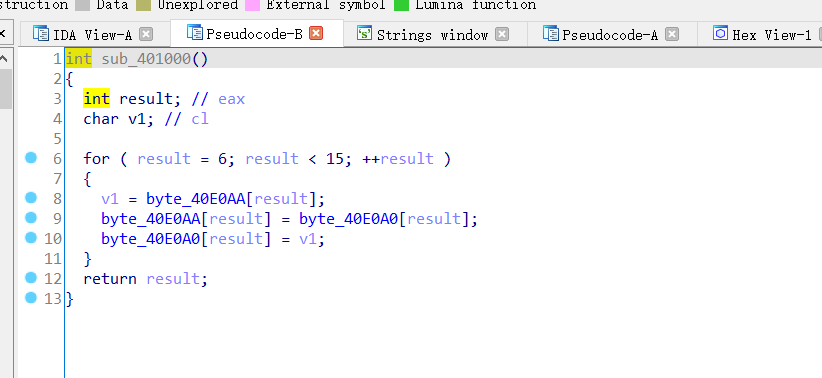 struction Data Unexplored External symbol Lumina function
IDA View-A Pseudocode-B Strings window Pseudocode-A Hex View-1
1 int sub_401000()
2 {
3 int result; // eax
4 char v1; // cl
5
6 for ( result = 6; result < 15; ++result )
7 {
8 v1 = byte_40E0AA[result];
9 byte_40E0AA[result] = byte_40E0A0[result];
10 byte_40E0A0[result] = v1;
11 }
12 return result;
13 }